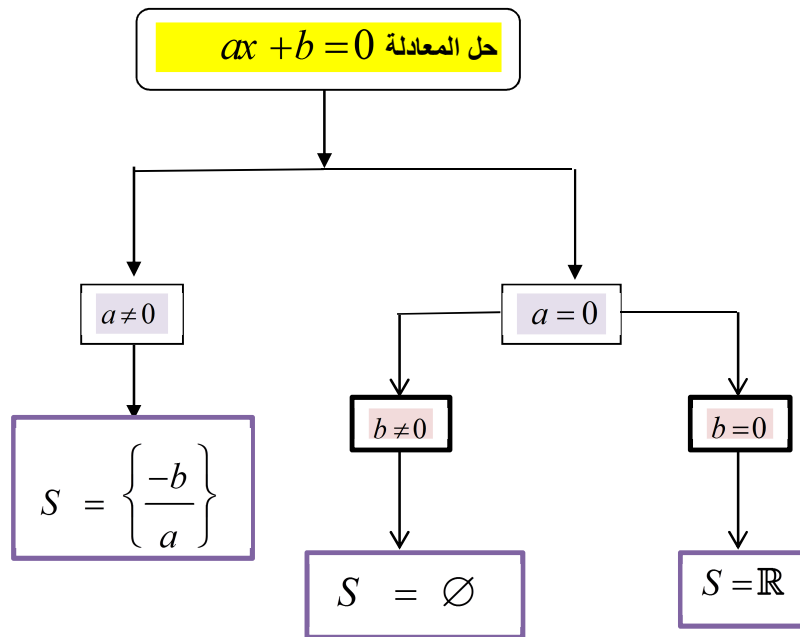 حل المعادلة ax + b = 0
a ≠ 0
a = 0
b ≠ 0
b = 0
S = {-b/a}
S = ∅
S = ℝ